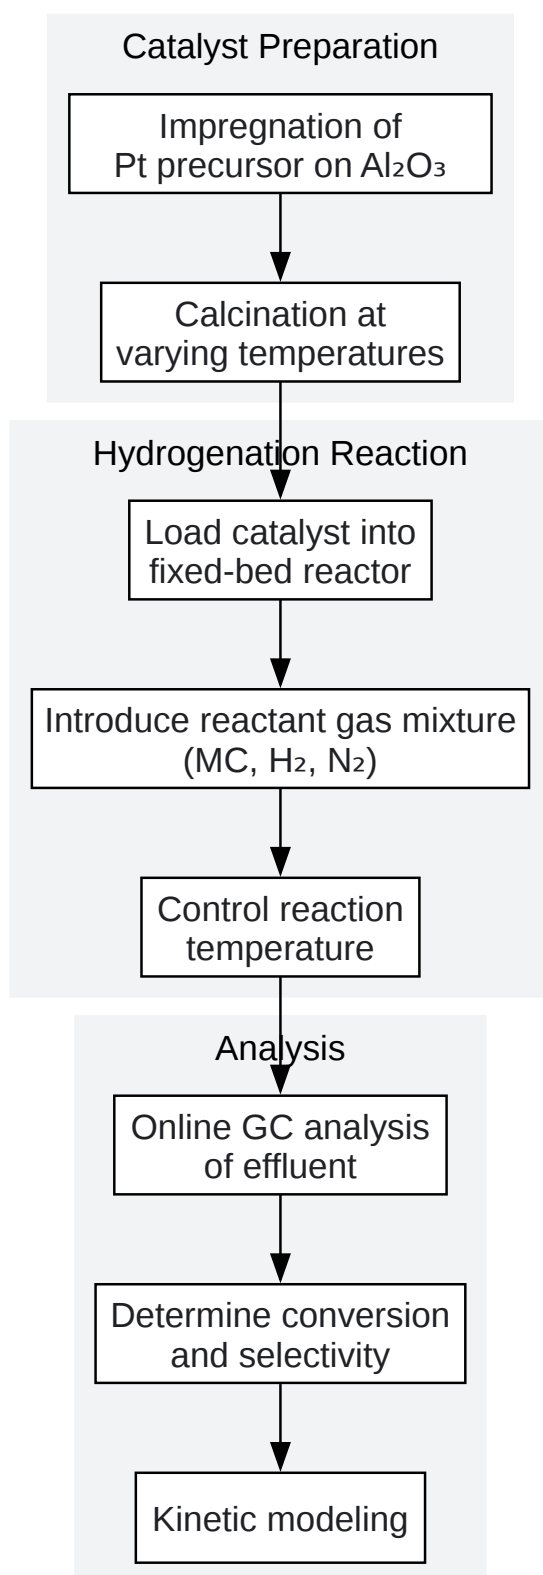 Catalyst Preparation
Impregnation of
Pt precursor on Al₂O₃
Calcination at
varying temperatures
Hydrogenation Reaction
Load catalyst into
fixed-bed reactor
Introduce reactant gas mixture
(MC, H₂, N₂)
Control reaction
temperature
Analysis
Online GC analysis
of effluent
Determine conversion
and selectivity
Kinetic modeling